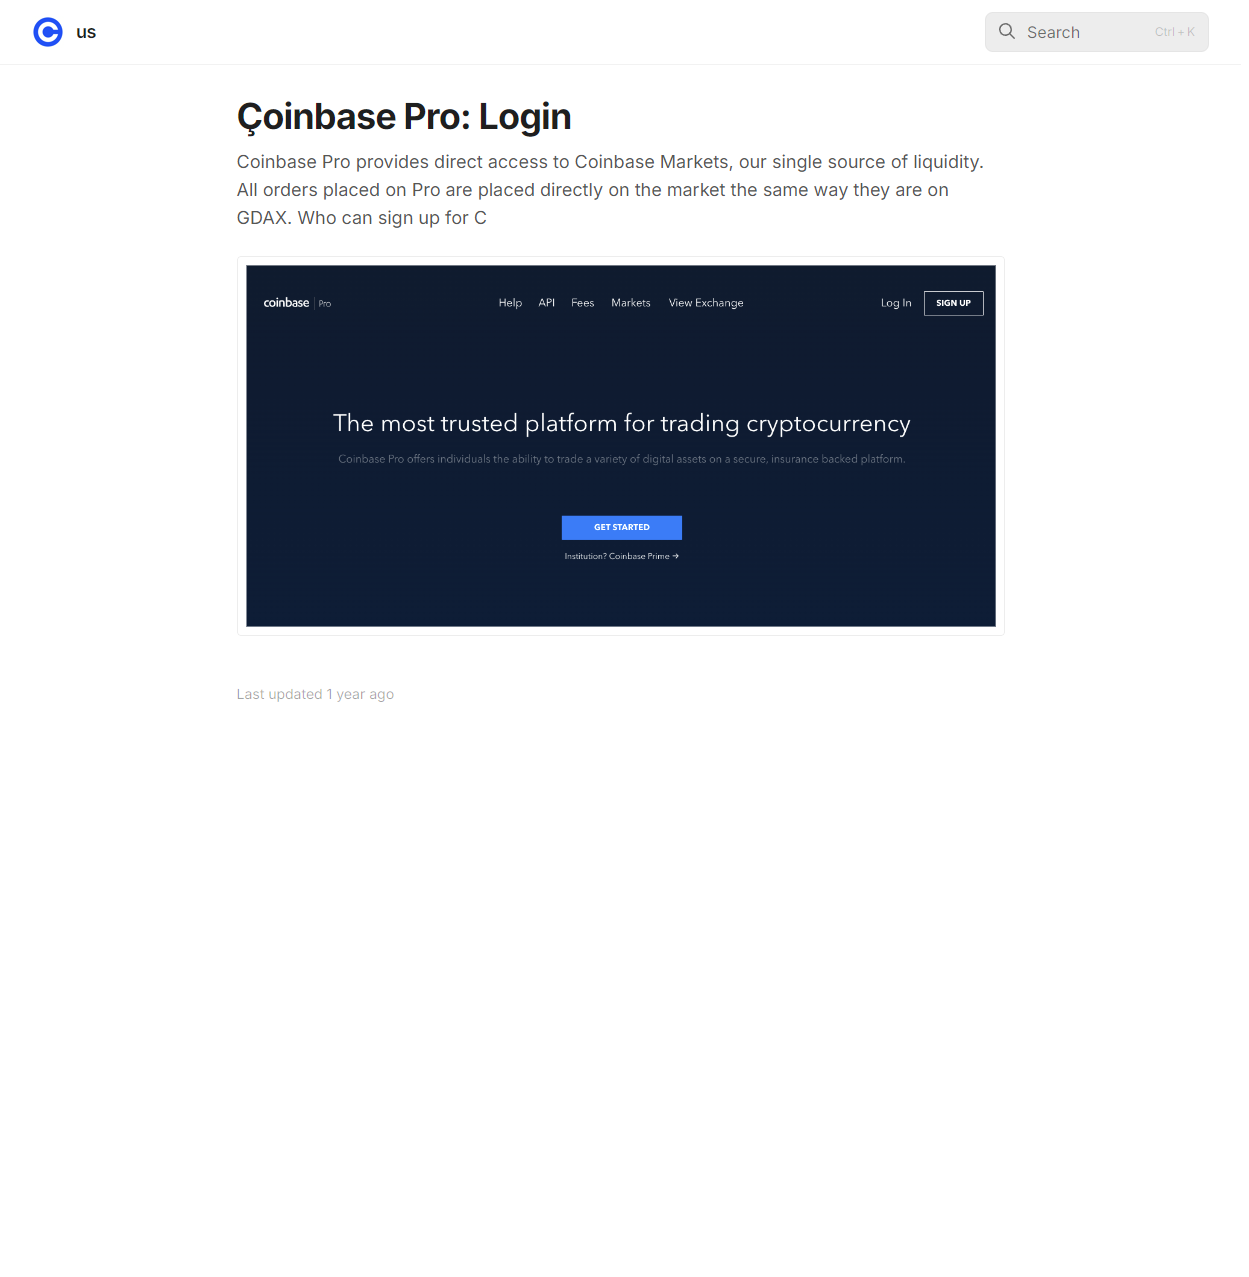 us
Search
Ctrl + K
Çoinbase Pro: Login
Coinbase Pro provides direct access to Coinbase Markets, our single source of liquidity.
All orders placed on Pro are placed directly on the market the same way they are on
GDAX. Who can sign up for C
coinbase | Pro
Help API Fees Markets View Exchange
Log In SIGN UP
The most trusted platform for trading cryptocurrency
Coinbase Pro offers individuals the ability to trade a variety of digital assets on a secure, insurance backed platform.
GET STARTED
Institution? Coinbase Prime →
Last updated 1 year ago